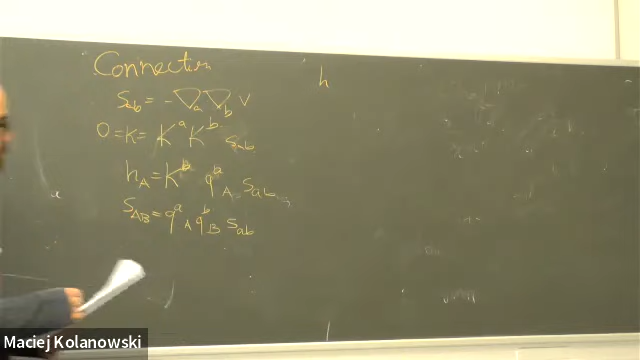 Connection
h
S_ab = -∇_a ∇_b v
0 = K = K^a K^b S_ab
h_A = K^b q^a_A S_ab
S_AB = q^a_A q^b_B S_ab
Maciej Kolanowski